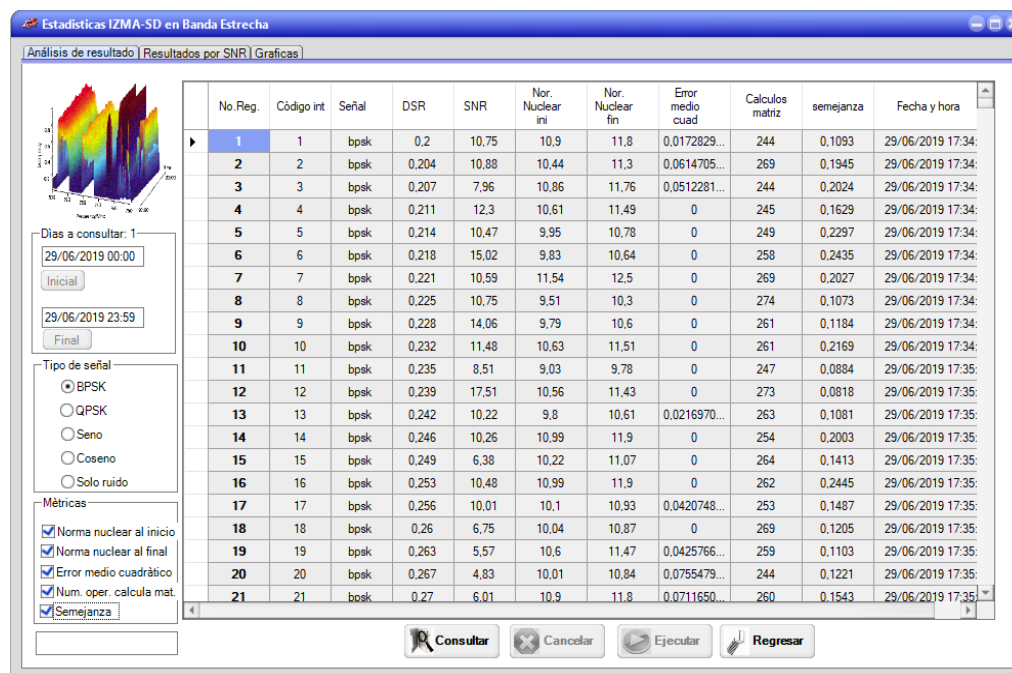 Estadísticas IZMA-SD en Banda Estrecha
Análisis de resultado Resultados por SNR Graficas
No.Reg. Código int Señal DSR SNR Nor. Nuclear ini Nor. Nuclear fin Error medio cuad Calculos matriz semejanza Fecha y hora
1 1 bpsk 0,2 10,75 10,9 11,8 0,0172829... 244 0,1093 29/06/2019 17:34:
2 2 bpsk 0,204 10,88 10,44 11,3 0,0614705... 269 0,1945 29/06/2019 17:34:
3 3 bpsk 0,207 7,96 10,86 11,76 0,0512281... 244 0,2024 29/06/2019 17:34:
4 4 bpsk 0,211 12,3 10,61 11,49 0 245 0,1629 29/06/2019 17:34:
5 5 bpsk 0,214 10,47 9,95 10,78 0 249 0,2297 29/06/2019 17:34:
6 6 bpsk 0,218 15,02 9,83 10,64 0 258 0,2435 29/06/2019 17:34:
7 7 bpsk 0,221 10,59 11,54 12,5 0 269 0,2027 29/06/2019 17:34:
8 8 bpsk 0,225 10,75 9,51 10,3 0 274 0,1073 29/06/2019 17:34:
9 9 bpsk 0,228 14,06 9,79 10,6 0 261 0,1184 29/06/2019 17:34:
10 10 bpsk 0,232 11,48 10,63 11,51 0 261 0,2169 29/06/2019 17:34:
11 11 bpsk 0,235 8,51 9,03 9,78 0 247 0,0884 29/06/2019 17:35:
12 12 bpsk 0,239 17,51 10,56 11,43 0 273 0,0818 29/06/2019 17:35:
13 13 bpsk 0,242 10,22 9,8 10,61 0,0216970... 263 0,1081 29/06/2019 17:35:
14 14 bpsk 0,246 10,26 10,99 11,9 0 254 0,2003 29/06/2019 17:35:
15 15 bpsk 0,249 6,38 10,22 11,07 0 264 0,1413 29/06/2019 17:35:
16 16 bpsk 0,253 10,48 10,99 11,9 0 262 0,2445 29/06/2019 17:35:
17 17 bpsk 0,256 10,01 10,1 10,93 0,0420748... 253 0,1487 29/06/2019 17:35:
18 18 bpsk 0,26 6,75 10,04 10,87 0 269 0,1205 29/06/2019 17:35:
19 19 bpsk 0,263 5,57 10,6 11,47 0,0425766... 259 0,1103 29/06/2019 17:35:
20 20 bpsk 0,267 4,83 10,01 10,84 0,0755479... 244 0,1221 29/06/2019 17:35:
21 21 bpsk 0,27 6,01 10,9 11,8 0,0711650... 260 0,1543 29/06/2019 17:35:
Dìas a consultar: 1
29/06/2019 00:00
Inicial
29/06/2019 23:59
Final
Tipo de señal
BPSK
QPSK
Seno
Coseno
Solo ruido
Mètricas
Norma nuclear al inicio
Norma nuclear al final
Error medio cuadràtico
Num. oper. calcula mat.
Semejanza
Consultar Cancelar Ejecutar Regresar